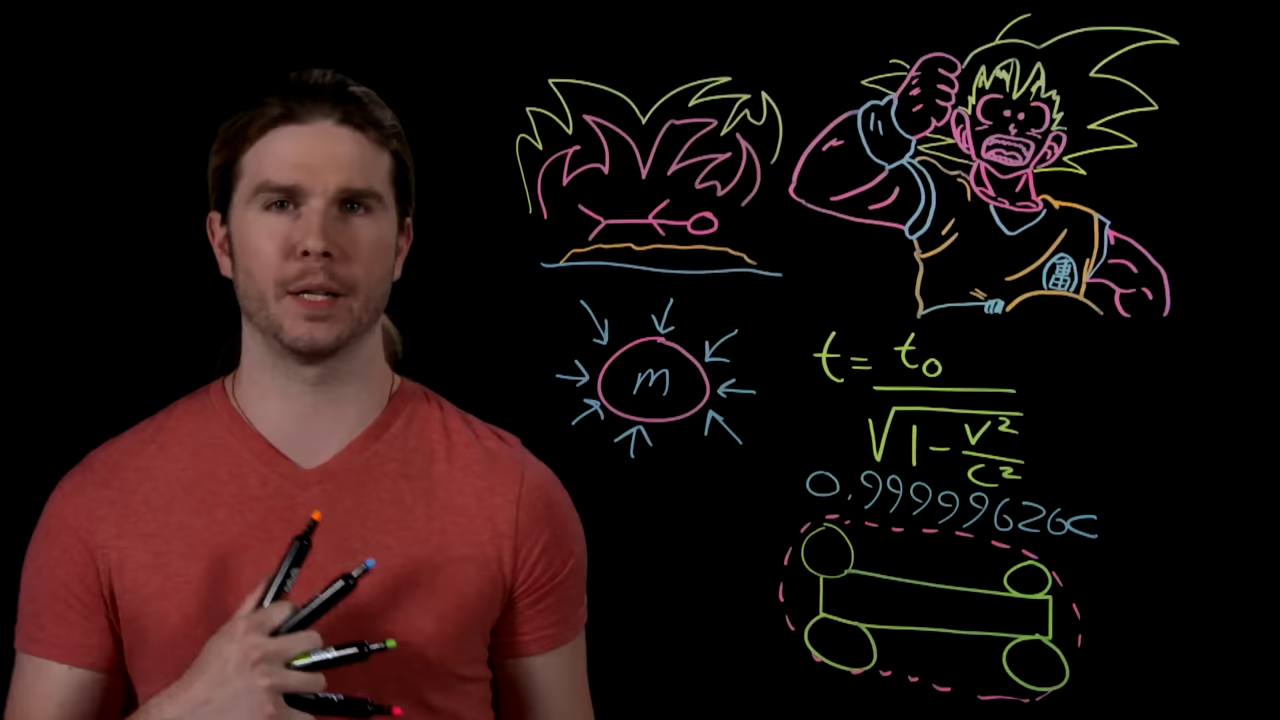 m
t = t₀
√1 - v²
c²
0.99999626c